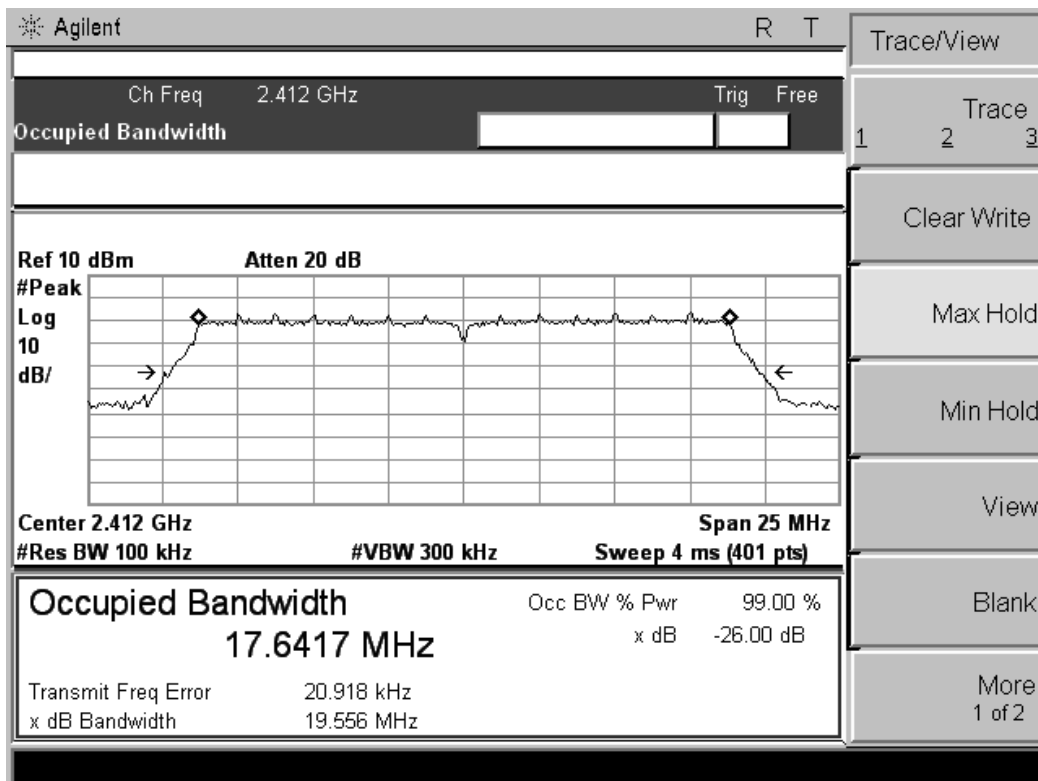 Agilent R T
Trace/View
Ch Freq 2.412 GHz Trig Free
Occupied Bandwidth
Trace
1 2 3
Clear Write
Ref 10 dBm Atten 20 dB
#Peak
Log
10
dB/
Max Hold
Min Hold
View
Center 2.412 GHz Span 25 MHz
#Res BW 100 kHz #VBW 300 kHz Sweep 4 ms (401 pts)
Occupied Bandwidth
17.6417 MHz
Occ BW % Pwr 99.00 %
x dB -26.00 dB
Transmit Freq Error 20.918 kHz
x dB Bandwidth 19.556 MHz
Blank
More
1 of 2